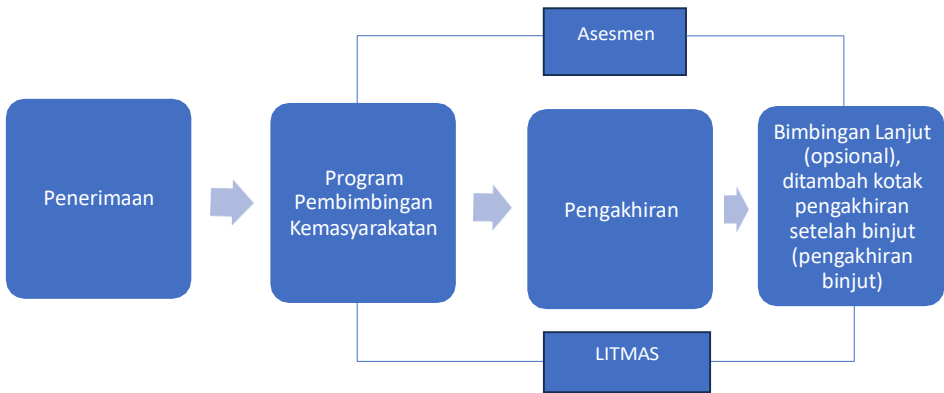 Asesmen
Penerimaan
Program
Pembimbingan
Kemasyarakatan
Pengakhiran
Bimbingan Lanjut
(opsional),
ditambah kotak
pengakhiran
setelah binjut
(pengakhiran
binjut)
LITMAS